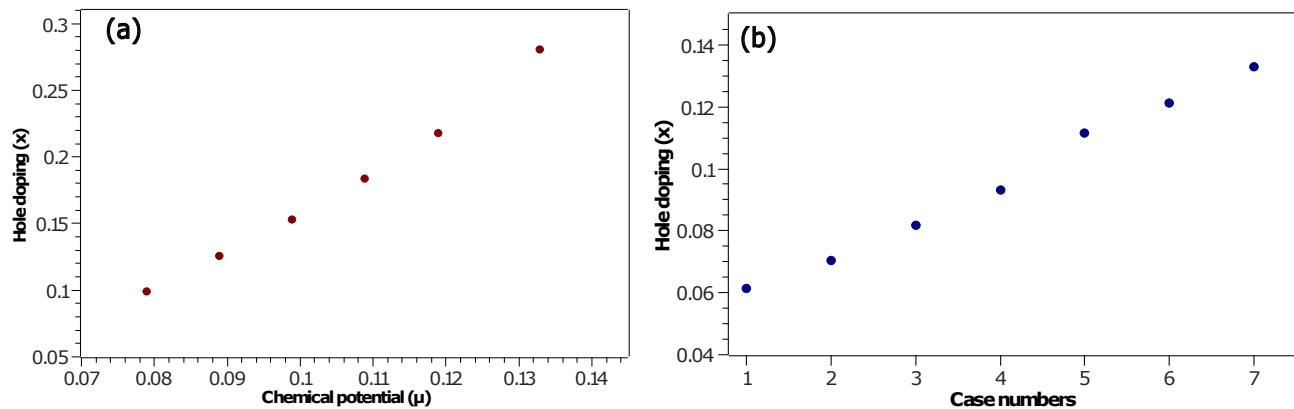 (a)
0.3
0.25
0.2
0.15
0.1
0.05
Hole doping (x)
0.07 0.08 0.09 0.1 0.11 0.12 0.13 0.14
Chemical potential (μ)
(b)
0.14
0.12
0.1
0.08
0.06
0.04
Hole doping (x)
1 2 3 4 5 6 7
Case numbers